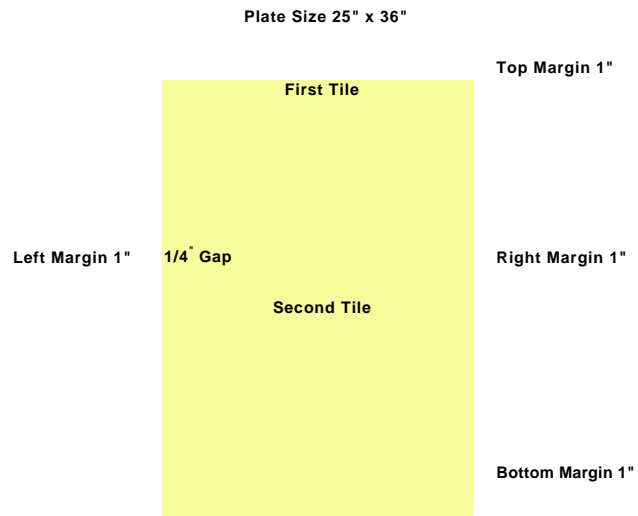 Plate Size 25" x 36"
Top Margin 1"
First Tile
Left Margin 1"
1/4" Gap
Right Margin 1"
Second Tile
Bottom Margin 1"